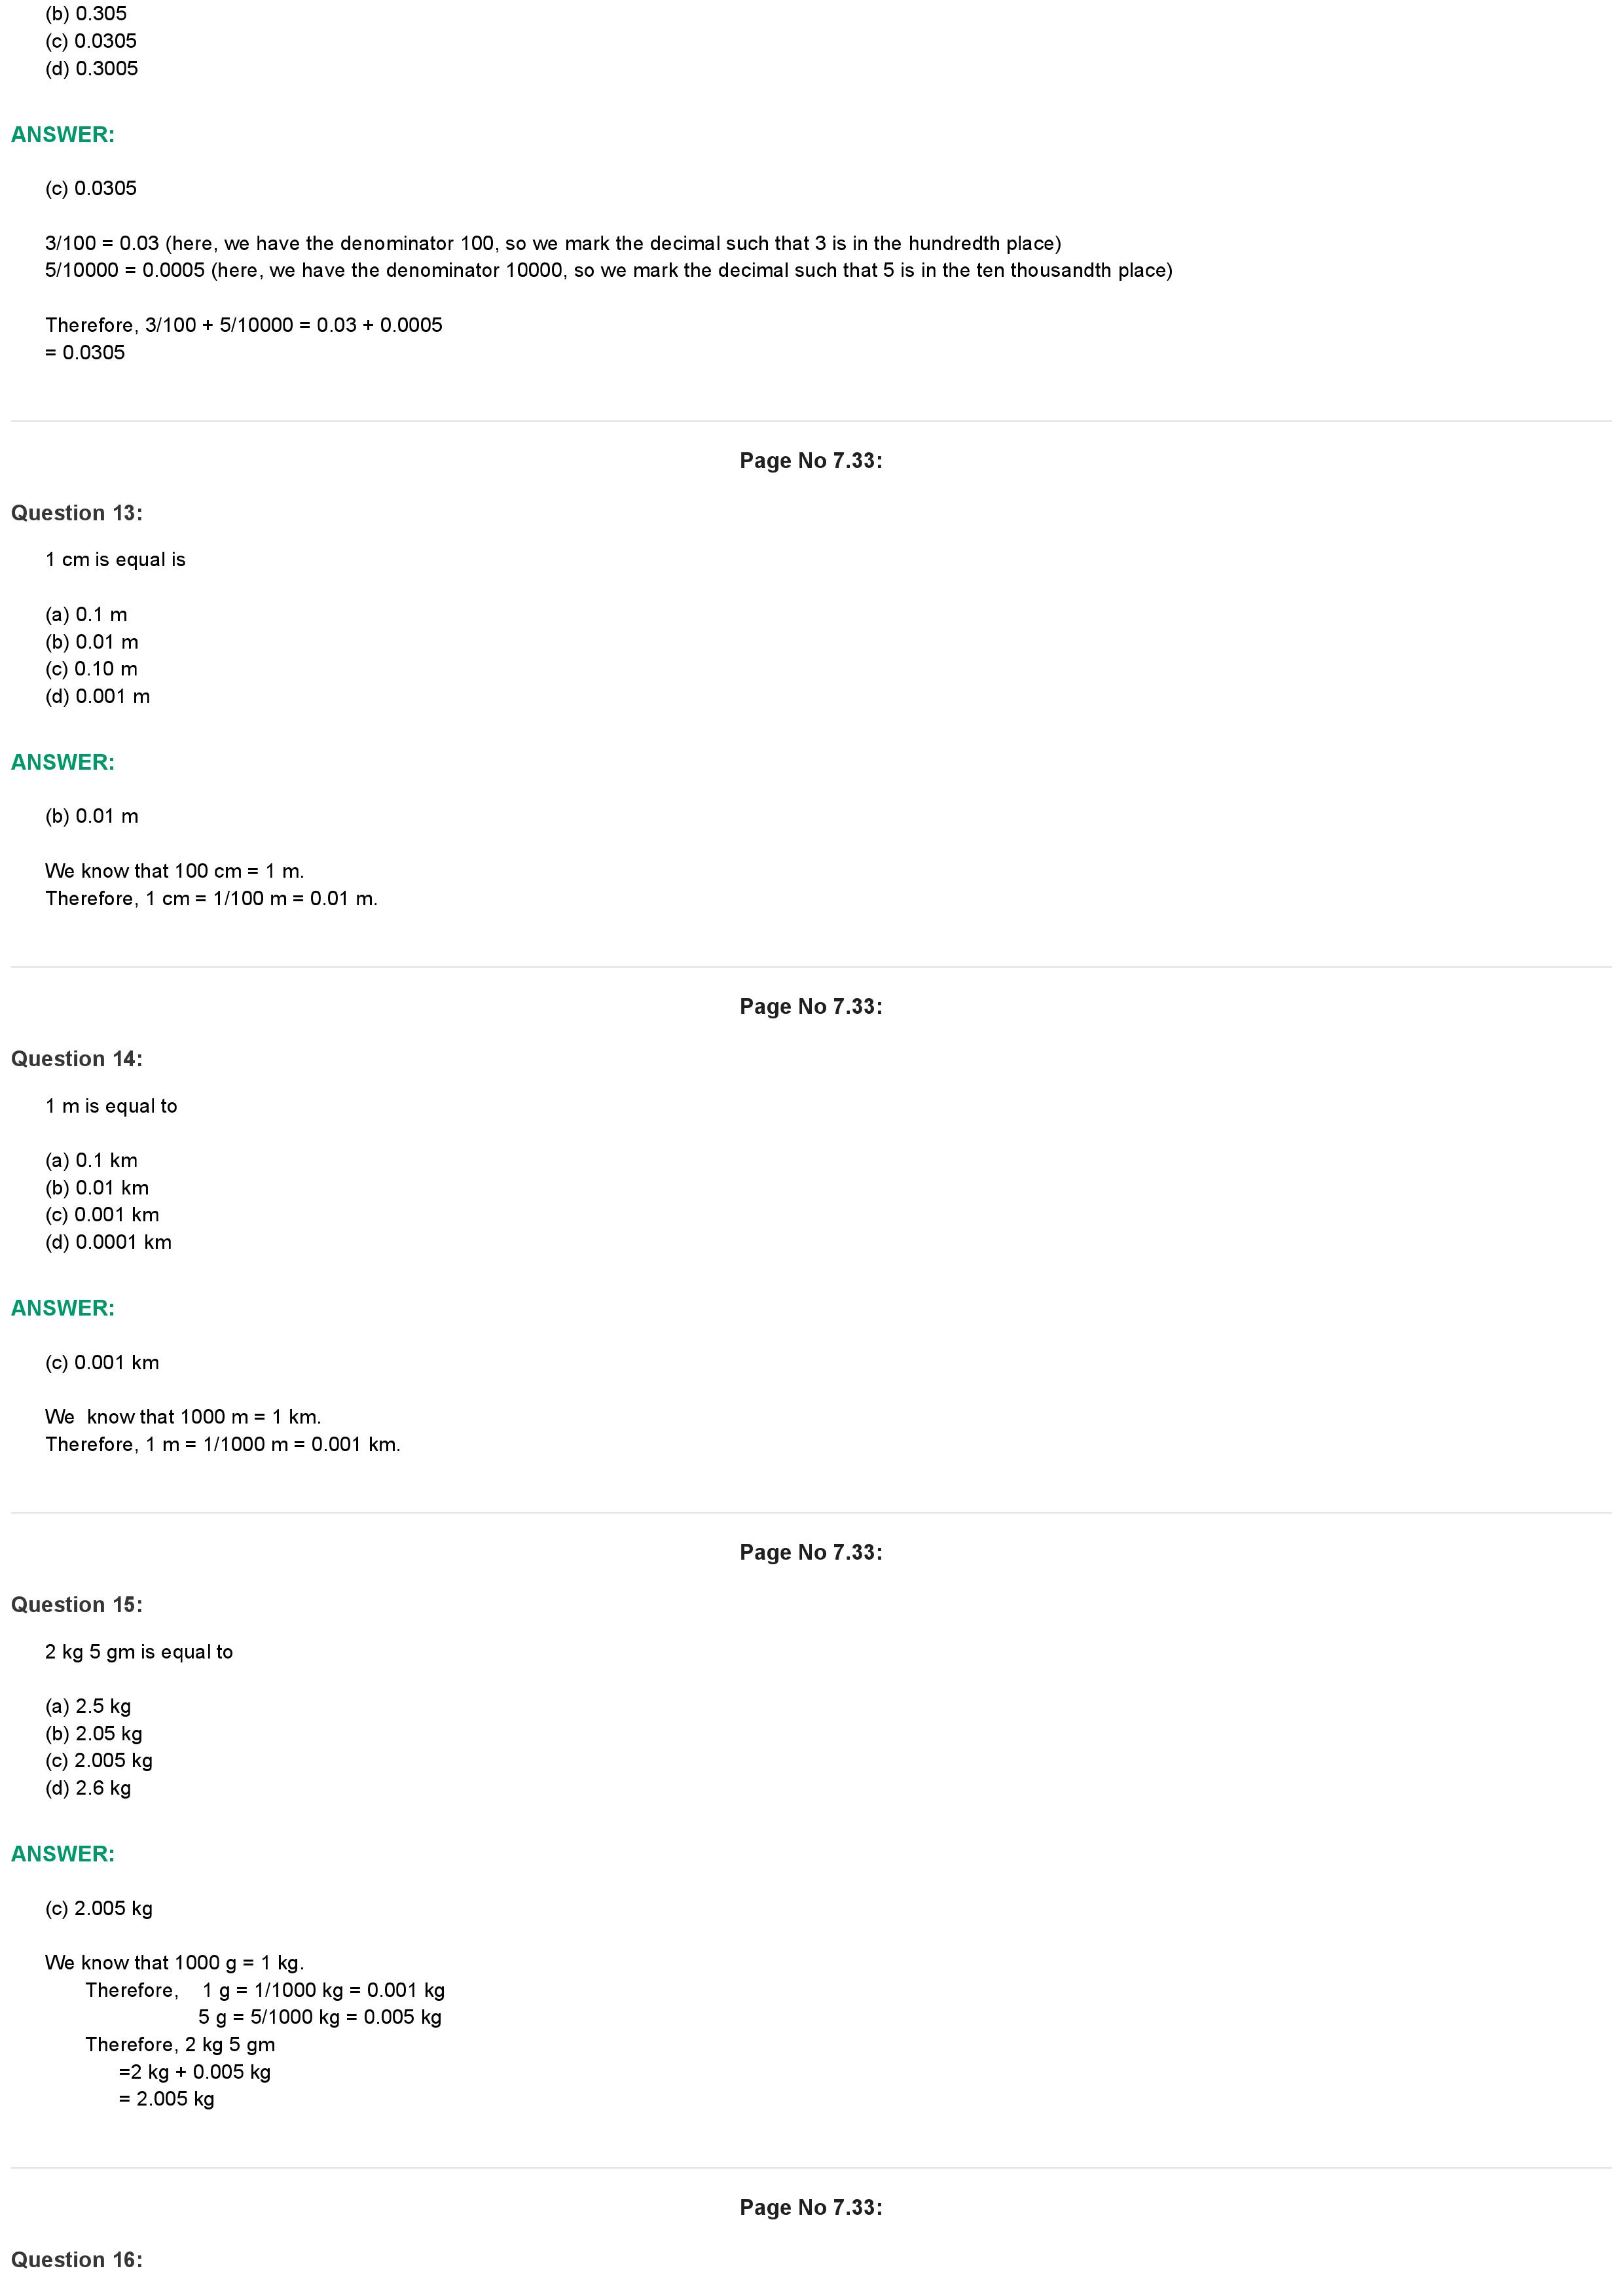 (b) 0.305
(c) 0.0305
(d) 0.3005
ANSWER:
(c) 0.0305
3/100 = 0.03 (here, we have the denominator 100, so we mark the decimal such that 3 is in the hundredth place)
5/10000 = 0.0005 (here, we have the denominator 10000, so we mark the decimal such that 5 is in the ten thousandth place)
Therefore, 3/100 + 5/10000 = 0.03 + 0.0005
= 0.0305
Page No 7.33:
Question 13:
1 cm is equal is
(a) 0.1 m
(b) 0.01 m
(c) 0.10 m
(d) 0.001 m
ANSWER:
(b) 0.01 m
We know that 100 cm = 1 m.
Therefore, 1 cm = 1/100 m = 0.01 m.
Page No 7.33:
Question 14:
1 m is equal to
(a) 0.1 km
(b) 0.01 km
(c) 0.001 km
(d) 0.0001 km
ANSWER:
(c) 0.001 km
We  know that 1000 m = 1 km.
Therefore, 1 m = 1/1000 m = 0.001 km.
Page No 7.33:
Question 15:
2 kg 5 gm is equal to
(a) 2.5 kg
(b) 2.05 kg
(c) 2.005 kg
(d) 2.6 kg
ANSWER:
(c) 2.005 kg
We know that 1000 g = 1 kg.
Therefore,    1 g = 1/1000 kg = 0.001 kg
5 g = 5/1000 kg = 0.005 kg
Therefore, 2 kg 5 gm
=2 kg + 0.005 kg
= 2.005 kg
Page No 7.33:
Question 16: